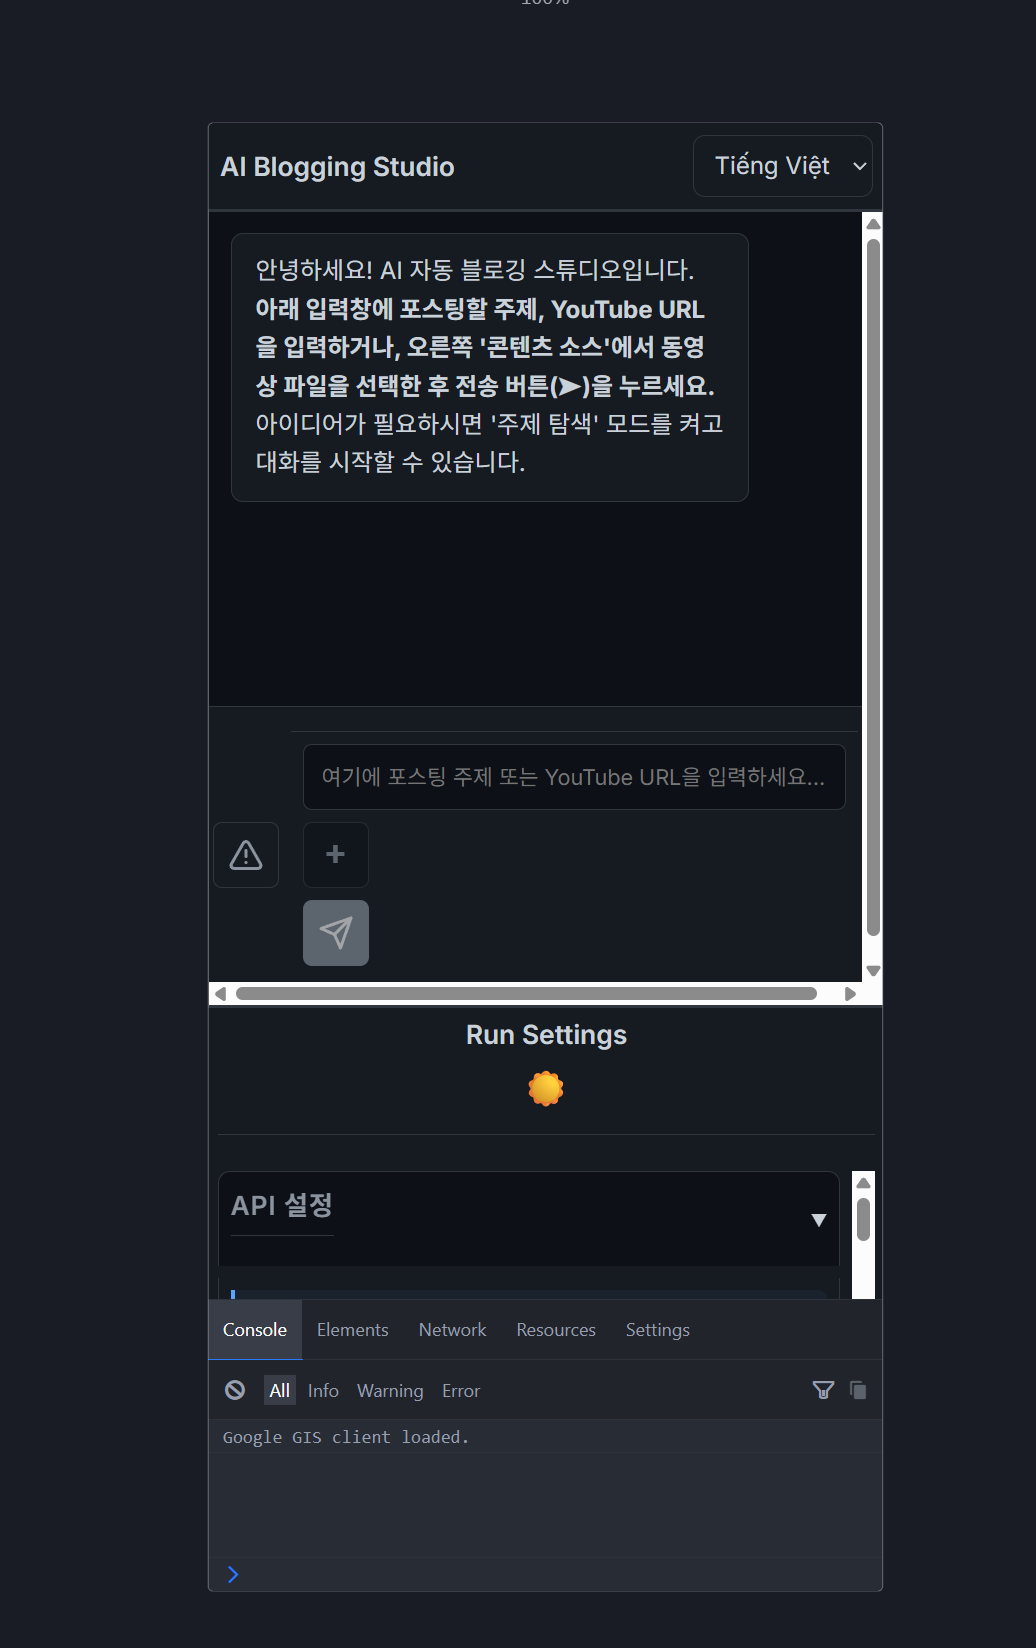 100%
AI Blogging Studio
Tiếng Việt
안녕하세요! AI 자동 블로깅 스튜디오입니다.
아래 입력창에 포스팅할 주제, YouTube URL
을 입력하거나, 오른쪽 '콘텐츠 소스'에서 동영
상 파일을 선택한 후 전송 버튼(➤)을 누르세요.
아이디어가 필요하시면 '주제 탐색' 모드를 켜고
대화를 시작할 수 있습니다.
여기에 포스팅 주제 또는 YouTube URL을 입력하세요...
+
Run Settings
API 설정
▼
Console Elements Network Resources Settings
All Info Warning Error
Google GIS client loaded.